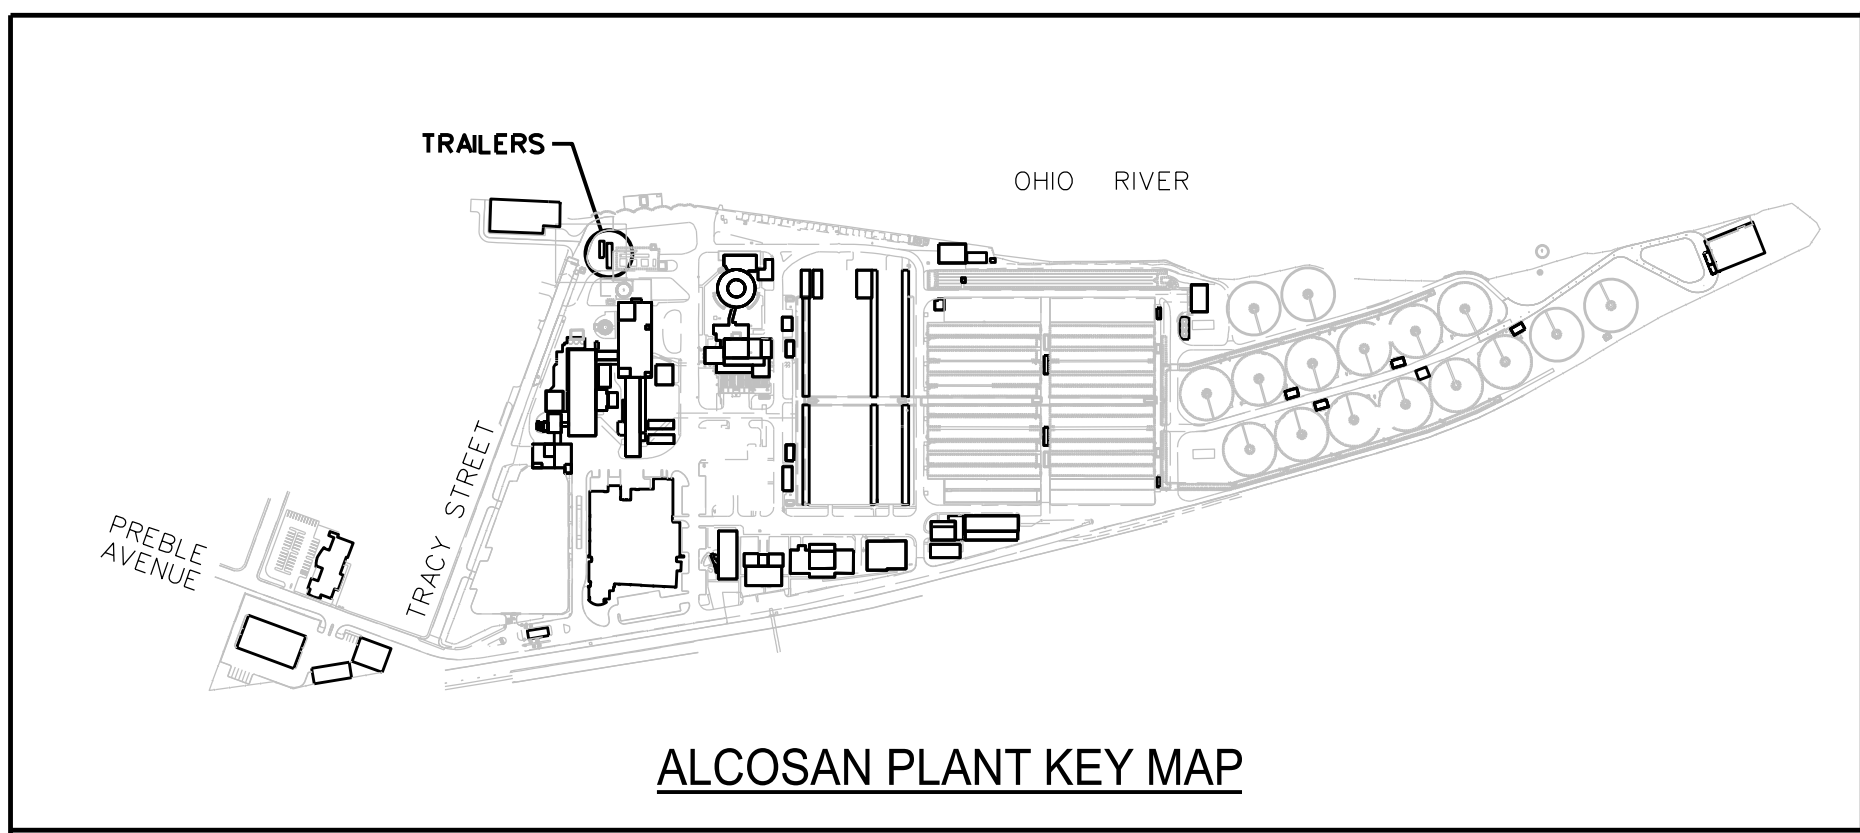 TRAILERS
OHIO RIVER
TRACY STREET
PREBLE
AVENUE
ALCOSAN PLANT KEY MAP